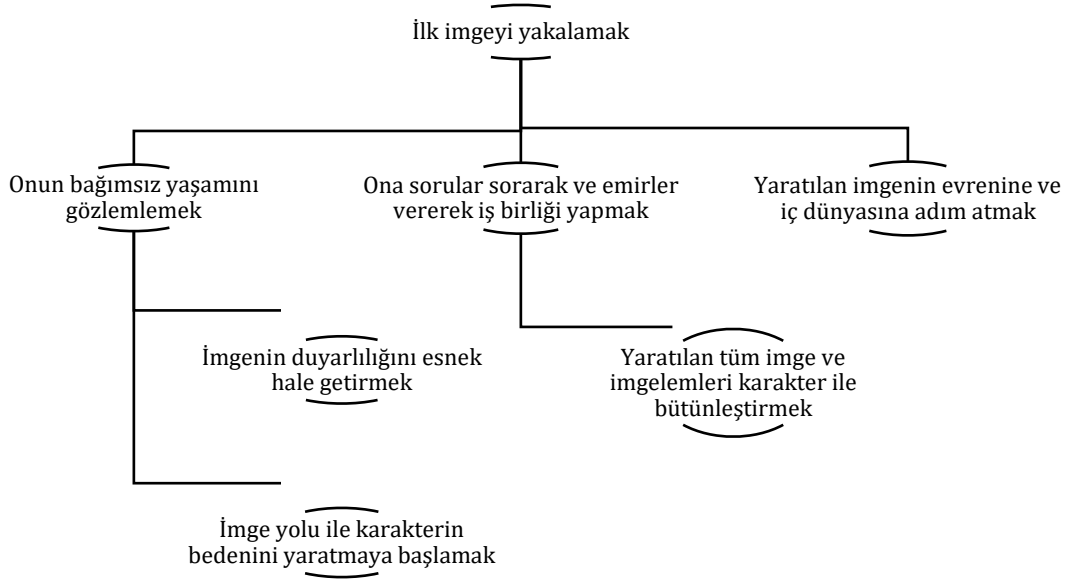 İlk imgeyi yakalamak
Onun bağımsız yaşamını
gözlemlemek
Ona sorular sorarak ve emirler
vererek iş birliği yapmak
Yaratılan imgenin evrenine ve
iç dünyasına adım atmak
İmgenin duyarlılığını esnek
hale getirmek
Yaratılan tüm imge ve
imgelemleri karakter ile
bütünleştirmek
İmge yolu ile karakterin
bedenini yaratmaya başlamak